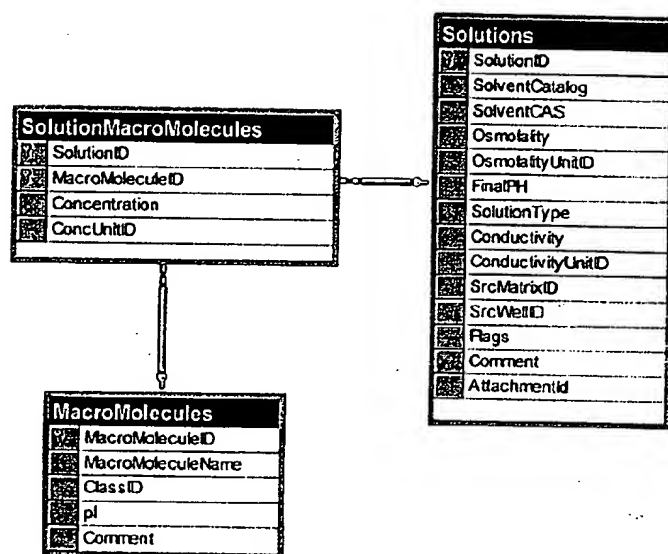 Solutions
SolutionID
SolventCatalog
SolventCAS
Osmolality
OsmolalityUnitID
FinalPH
SolutionType
Conductivity
ConductivityUnitID
SrcMatrixID
SrcWellID
Flags
Comment
AttachmentId
SolutionMacroMolecules
SolutionID
MacroMoleculeID
Concentration
ConcUnitID
MacroMolecules
MacroMoleculeID
MacroMoleculeName
ClassID
pI
Comment